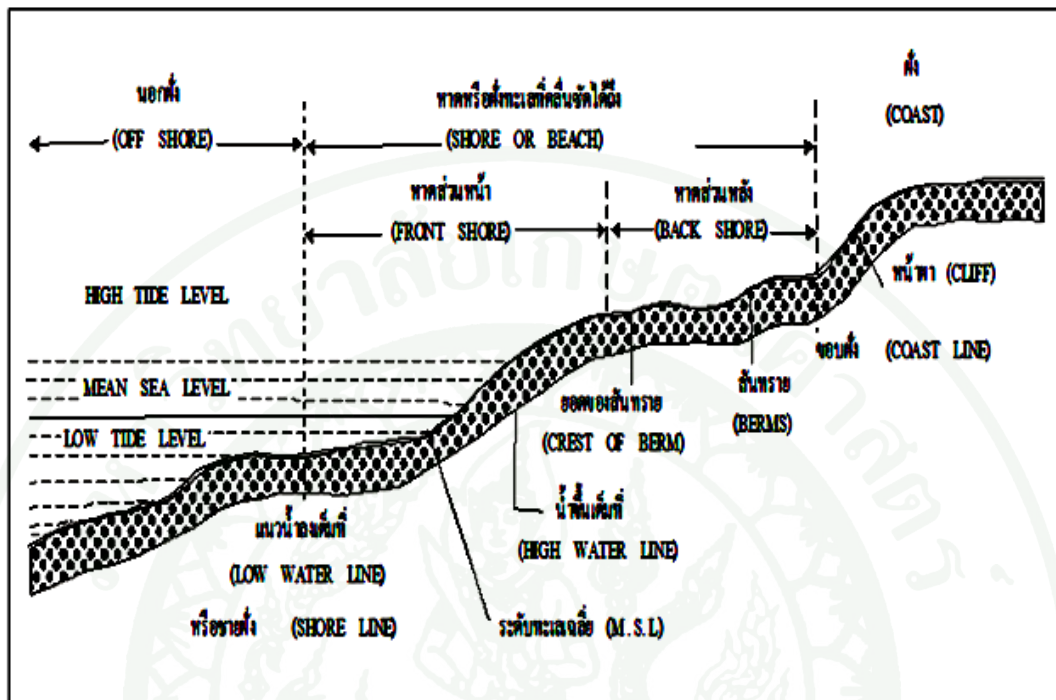 นอกฝั่ง
(OFF SHORE)
หาดหรือฝั่งทะเลที่คลื่นซัดได้ถึง
(SHORE OR BEACH)
ฝั่ง
(COAST)
หาดส่วนหน้า
(FRONT SHORE)
หาดส่วนหลัง
(BACK SHORE)
หน้าผา (CLIFF)
HIGH TIDE LEVEL
ขอบฝั่ง (COAST LINE)
MEAN SEA LEVEL
สันทราย
(BERMS)
ยอดของสันทราย
(CREST OF BERM)
LOW TIDE LEVEL
น้ำขึ้นเต็มที่
(HIGH WATER LINE)
แนวน้ำลงเต็มที่
(LOW WATER LINE)
หรือชายฝั่ง (SHORE LINE)
ระดับทะเลเฉลี่ย (M.S.L)